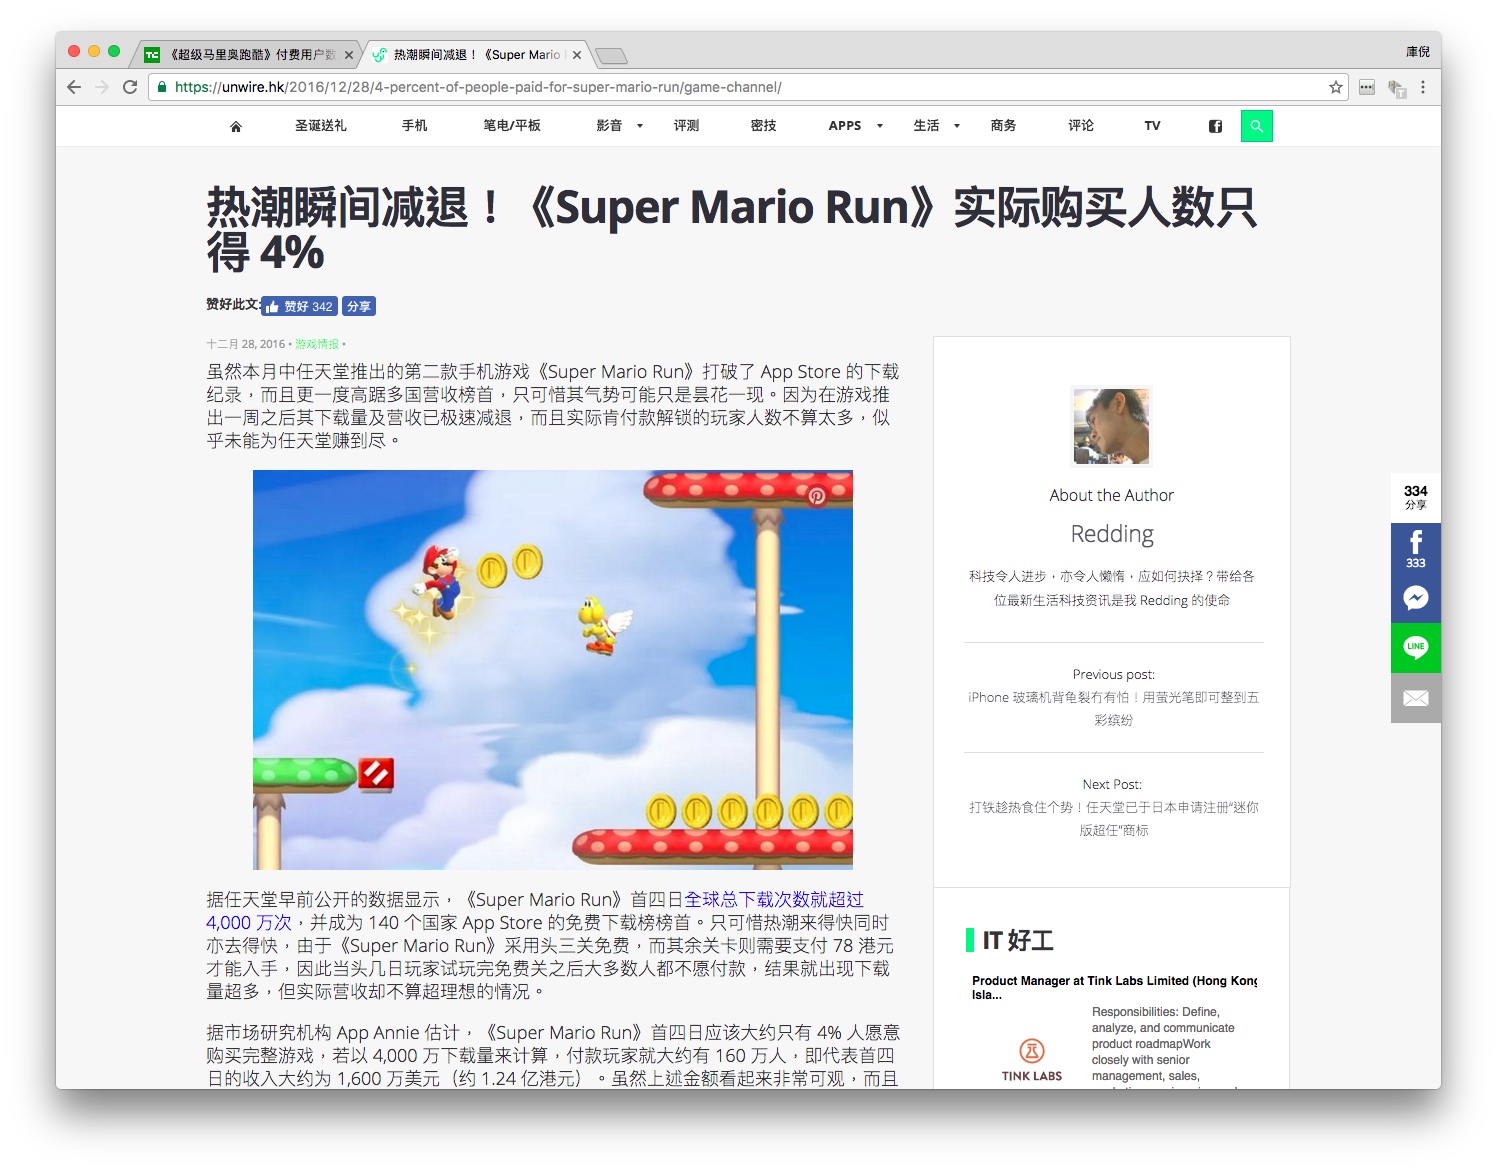 《超级马里奥跑酷》付费用户数
热潮瞬间减退！《Super Mario
庫倪
https://unwire.hk/2016/12/28/4-percent-of-people-paid-for-super-mario-run/game-channel/
圣诞送礼 手机 笔电/平板 影音 评测 密技 APPS 生活 商务 评论 TV
热潮瞬间减退！《Super Mario Run》实际购买人数只
得 4%
赞好此文: 赞好 342 分享
十二月 28, 2016 • 游戏情报 •
虽然本月中任天堂推出的第二款手机游戏《Super Mario Run》打破了 App Store 的下载
纪录，而且更一度高踞多国营收榜首，只可惜其气势可能只是昙花一现。因为在游戏推
出一周之后其下载量及营收已极速减退，而且实际肯付款解锁的玩家人数不算太多，似
乎未能为任天堂赚到尽。
据任天堂早前公开的数据显示，《Super Mario Run》首四日全球总下载次数就超过
4,000 万次，并成为 140 个国家 App Store 的免费下载榜榜首。只可惜热潮来得快同时
亦去得快，由于《Super Mario Run》采用头三关免费，而其余关卡则需要支付 78 港元
才能入手，因此当头几日玩家试玩完免费关之后大多数人都不愿付款，结果就出现下载
量超多，但实际营收却不算超理想的情况。
据市场研究机构 App Annie 估计，《Super Mario Run》首四日应该大约只有 4% 人愿意
购买完整游戏，若以 4,000 万下载量来计算，付款玩家就大约有 160 万人，即代表首四
日的收入大约为 1,600 万美元（约 1.24 亿港元）。虽然上述金额看起来非常可观，而且
About the Author
Redding
科技令人进步，亦令人懒惰，应如何抉择？带给各
位最新生活科技资讯是我 Redding 的使命
Previous post:
iPhone 玻璃机背龟裂冇有怕！用萤光笔即可整到五
彩缤纷
Next Post:
打铁趁热食住个势！任天堂已于日本申请注册“迷你
版超任”商标
IT 好工
Product Manager at Tink Labs Limited (Hong Kong
Isla...
Responsibilities: Define,
analyze, and communicate
product roadmapWork
closely with senior
management, sales,
TINK LABS
334
分享
333
LINE